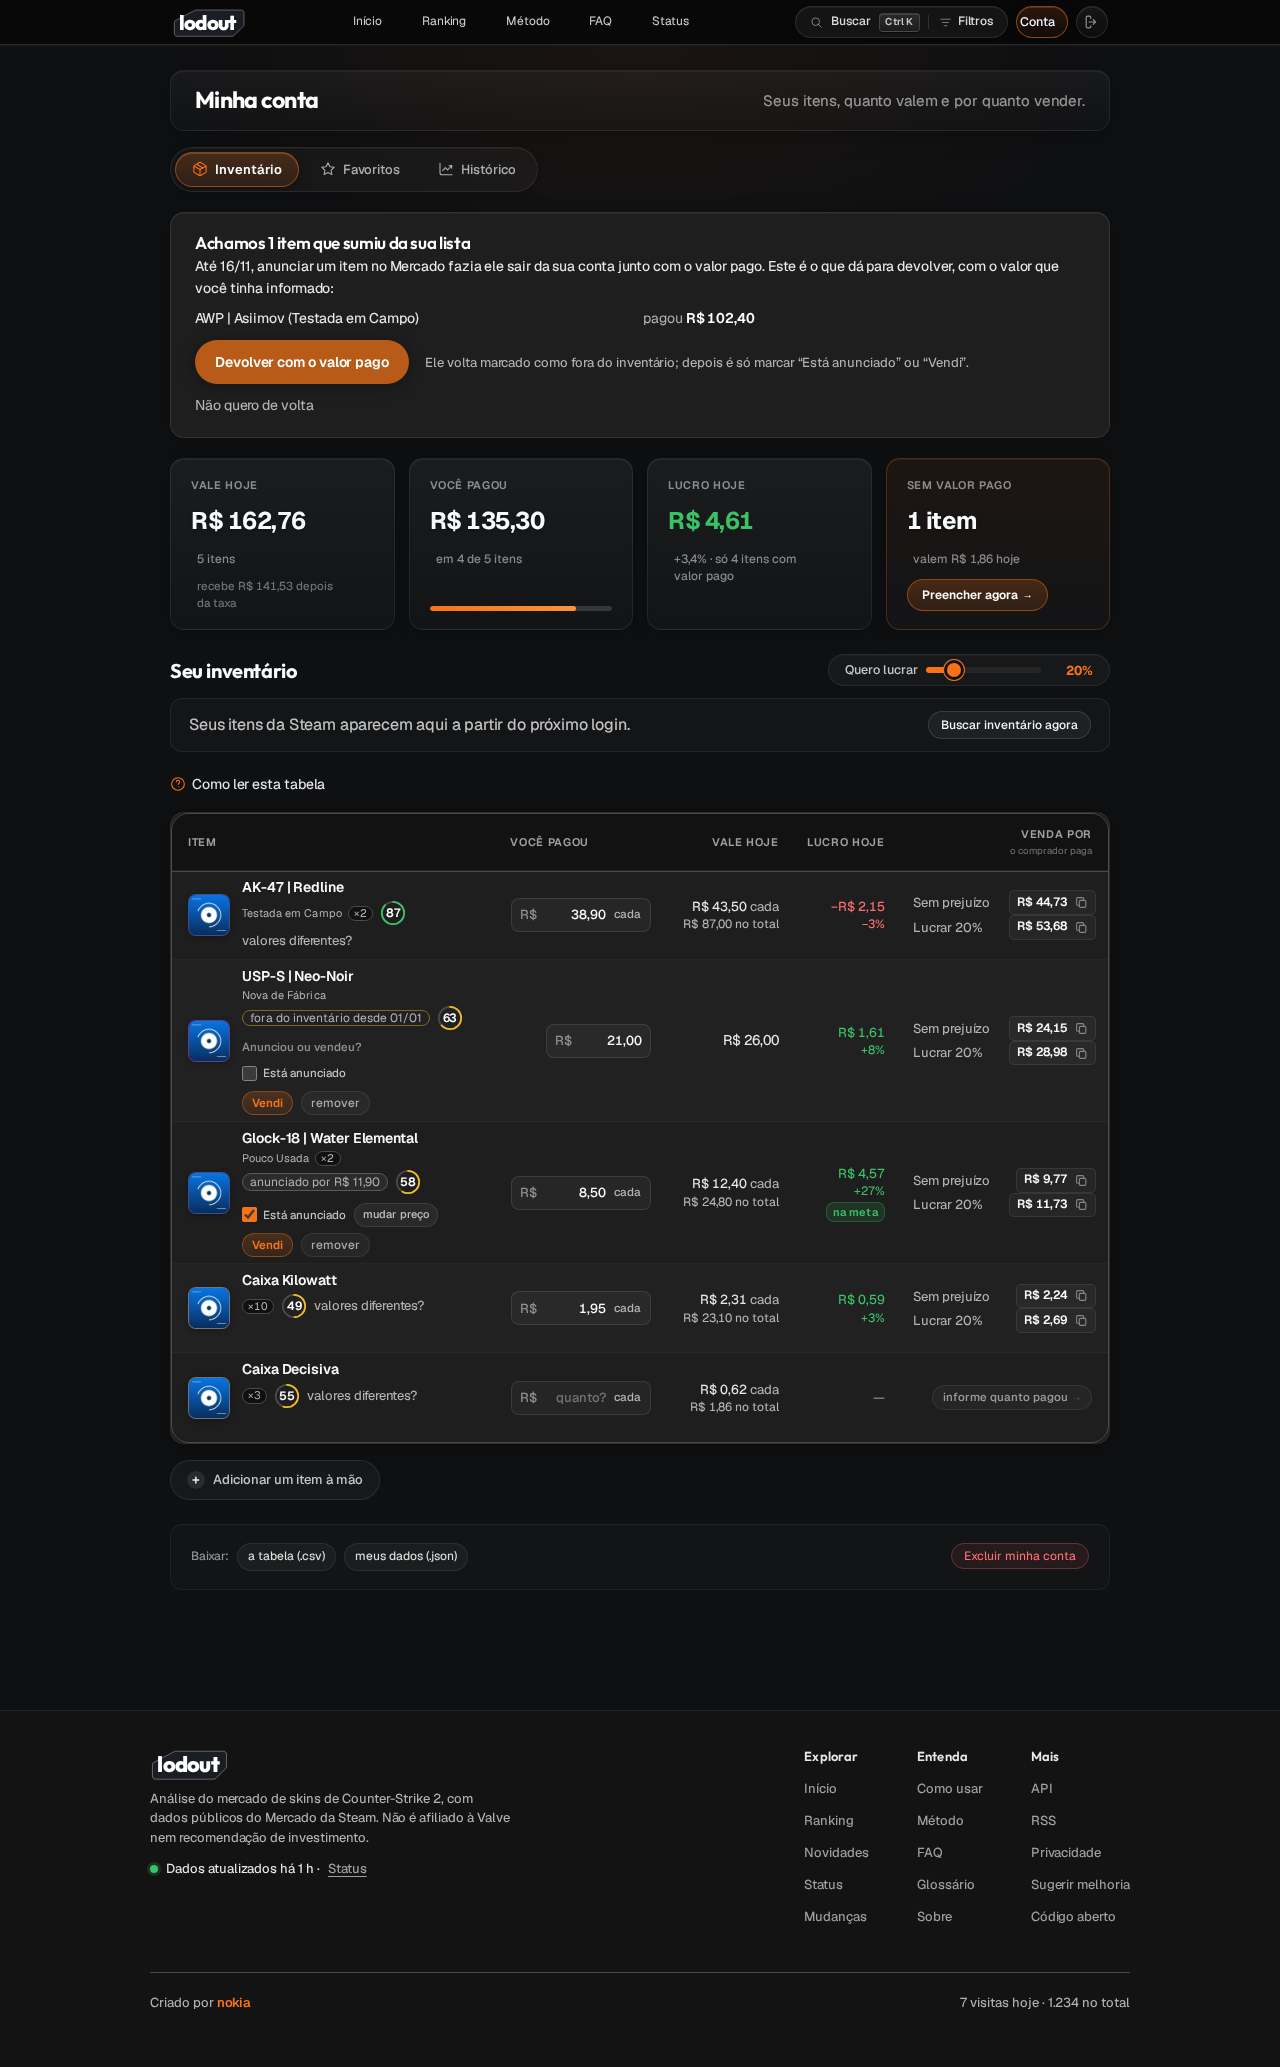 lodout
Início Ranking Método FAQ Status
Buscar Ctrl K Filtros Conta
Minha conta
Seus itens, quanto valem e por quanto vender.
Inventário Favoritos Histórico
Achamos 1 item que sumiu da sua lista
Até 16/11, anunciar um item no Mercado fazia ele sair da sua conta junto com o valor pago. Este é o que dá para devolver, com o valor que
você tinha informado:
AWP | Asiimov (Testada em Campo) pagou R$ 102,40
Devolver com o valor pago Ele volta marcado como fora do inventário; depois é só marcar “Está anunciado” ou “Vendi”.
Não quero de volta
VALE HOJE
R$ 162,76
5 itens
recebe R$ 141,53 depois
da taxa
VOCÊ PAGOU
R$ 135,30
em 4 de 5 itens
LUCRO HOJE
R$ 4,61
+3,4% · só 4 itens com
valor pago
SEM VALOR PAGO
1 item
valem R$ 1,86 hoje
Preencher agora →
Seu inventário
Quero lucrar 20%
Seus itens da Steam aparecem aqui a partir do próximo login.
Buscar inventário agora
Como ler esta tabela
ITEM VOCÊ PAGOU VALE HOJE LUCRO HOJE VENDA POR
o comprador paga
AK-47 | Redline
Testada em Campo ×2 87
valores diferentes?
R$ 38,90 cada
R$ 43,50 cada
R$ 87,00 no total
−R$ 2,15
−3%
Sem prejuízo R$ 44,73
Lucrar 20% R$ 53,68
USP-S | Neo-Noir
Nova de Fábrica
fora do inventário desde 01/01 63
Anunciou ou vendeu?
Está anunciado
Vendi remover
R$ 21,00
R$ 26,00
R$ 1,61
+8%
Sem prejuízo R$ 24,15
Lucrar 20% R$ 28,98
Glock-18 | Water Elemental
Pouco Usada ×2
anunciado por R$ 11,90 58
Está anunciado mudar preço
Vendi remover
R$ 8,50 cada
R$ 12,40 cada
R$ 24,80 no total
R$ 4,57
+27%
na meta
Sem prejuízo R$ 9,77
Lucrar 20% R$ 11,73
Caixa Kilowatt
×10 49 valores diferentes?
R$ 1,95 cada
R$ 2,31 cada
R$ 23,10 no total
R$ 0,59
+3%
Sem prejuízo R$ 2,24
Lucrar 20% R$ 2,69
Caixa Decisiva
×3 55 valores diferentes?
R$ quanto? cada
R$ 0,62 cada
R$ 1,86 no total
—
informe quanto pagou →
+ Adicionar um item à mão
Baixar: a tabela (.csv) meus dados (.json)
Excluir minha conta
lodout
Análise do mercado de skins de Counter-Strike 2, com
dados públicos do Mercado da Steam. Não é afiliado à Valve
nem recomendação de investimento.
Dados atualizados há 1 h · Status
Explorar
Início
Ranking
Novidades
Status
Mudanças
Entenda
Como usar
Método
FAQ
Glossário
Sobre
Mais
API
RSS
Privacidade
Sugerir melhoria
Código aberto
Criado por nokia
7 visitas hoje · 1.234 no total